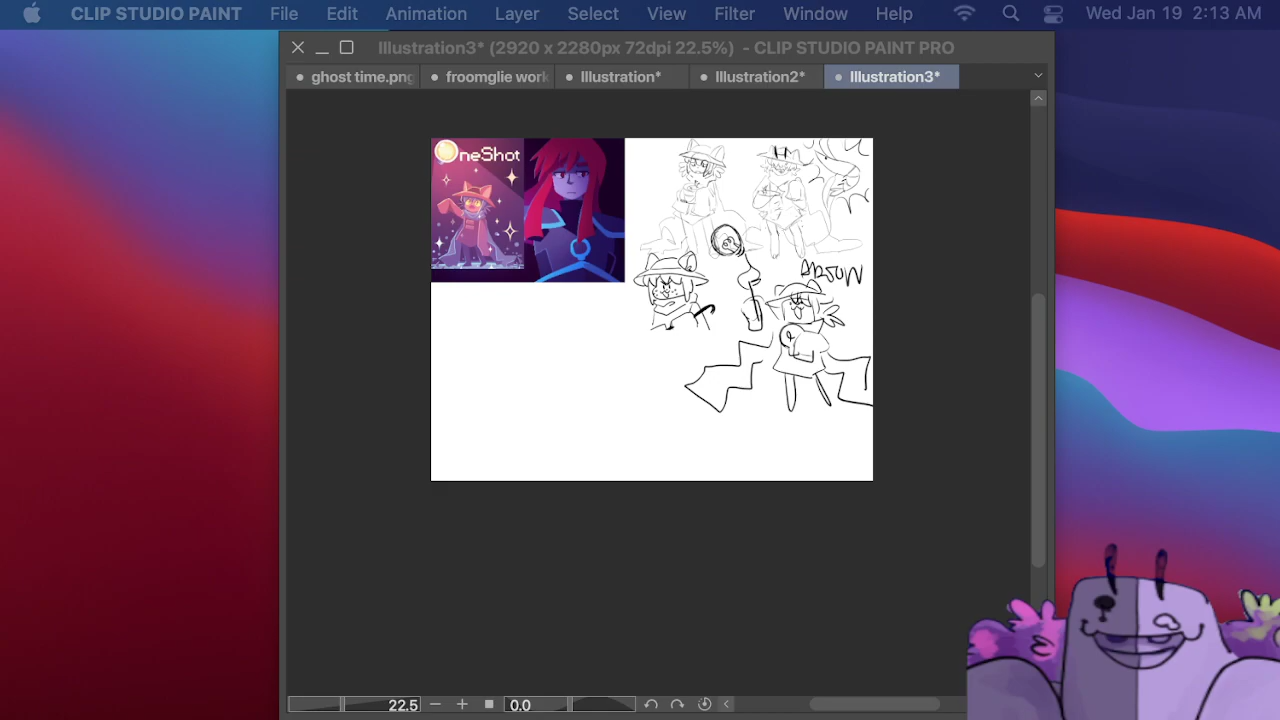 CLIP STUDIO PAINT File Edit Animation Layer Select View Filter Window Help Wed Jan 19 2:13 AM
Illustration3* (2920 x 2280px 72dpi 22.5%) - CLIP STUDIO PAINT PRO
ghost time.png froomglie work Illustration* Illustration2* Illustration3*
OneShot
22.5 0.0